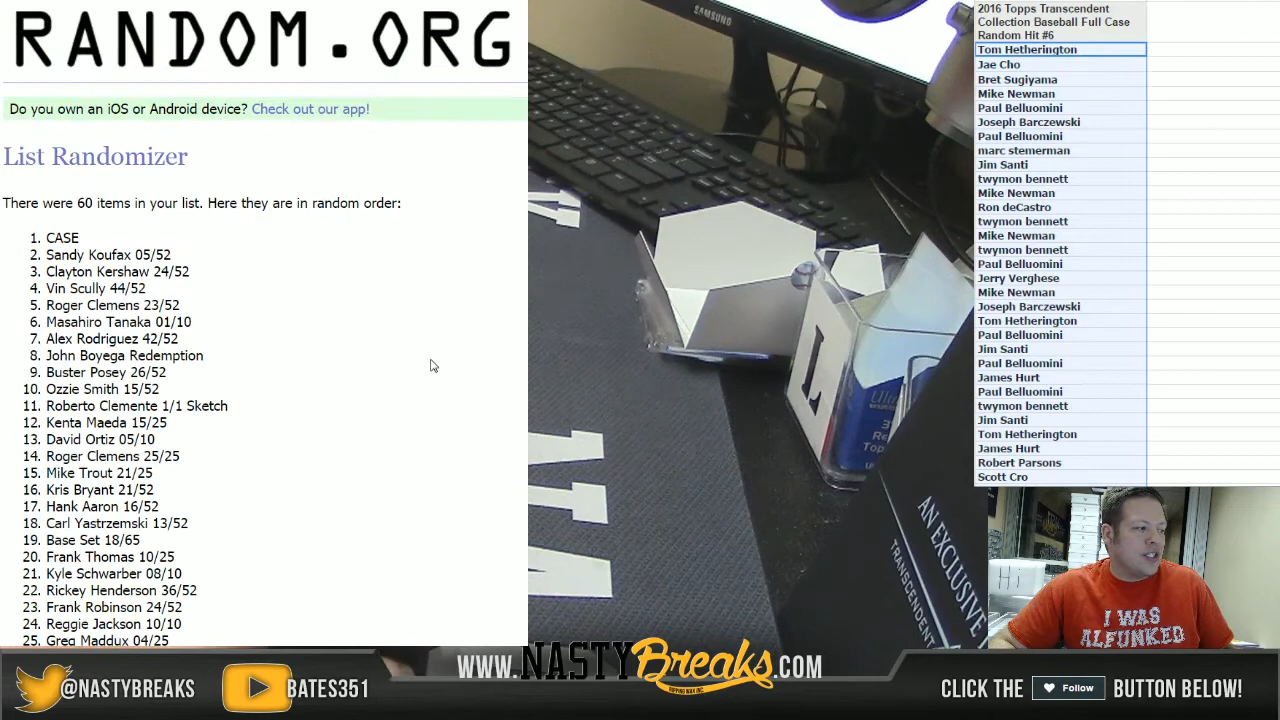 RANDOM.ORG
Do you own an iOS or Android device? Check out our app!
List Randomizer
There were 60 items in your list. Here they are in random order:
1. CASE
2. Sandy Koufax 05/52
3. Clayton Kershaw 24/52
4. Vin Scully 44/52
5. Roger Clemens 23/52
6. Masahiro Tanaka 01/10
7. Alex Rodriguez 42/52
8. John Boyega Redemption
9. Buster Posey 26/52
10. Ozzie Smith 15/52
11. Roberto Clemente 1/1 Sketch
12. Kenta Maeda 15/25
13. David Ortiz 05/10
14. Roger Clemens 25/25
15. Mike Trout 21/25
16. Kris Bryant 21/52
17. Hank Aaron 16/52
18. Carl Yastrzemski 13/52
19. Base Set 18/65
20. Frank Thomas 10/25
21. Kyle Schwarber 08/10
22. Rickey Henderson 36/52
23. Frank Robinson 24/52
24. Reggie Jackson 10/10
25. Greg Maddux 04/25
SAMSUNG
L
AN EXCLUSIVE
TRANSCENDENT
2016 Topps Transcendent
Collection Baseball Full Case
Random Hit #6
Tom Hetherington
Jae Cho
Bret Sugiyama
Mike Newman
Paul Belluomini
Joseph Barczewski
Paul Belluomini
marc stemerman
Jim Santi
twymon bennett
Mike Newman
Ron deCastro
twymon bennett
Mike Newman
twymon bennett
Paul Belluomini
Jerry Verghese
Mike Newman
Joseph Barczewski
Tom Hetherington
Paul Belluomini
Jim Santi
Paul Belluomini
James Hurt
Paul Belluomini
twymon bennett
Jim Santi
Tom Hetherington
James Hurt
Robert Parsons
Scott Cro
Hi
I WAS
ALFUNKED
@NASTYBREAKS
BATES351
WWW.NASTYBreaks.COM
CLICK THE Follow BUTTON BELOW!